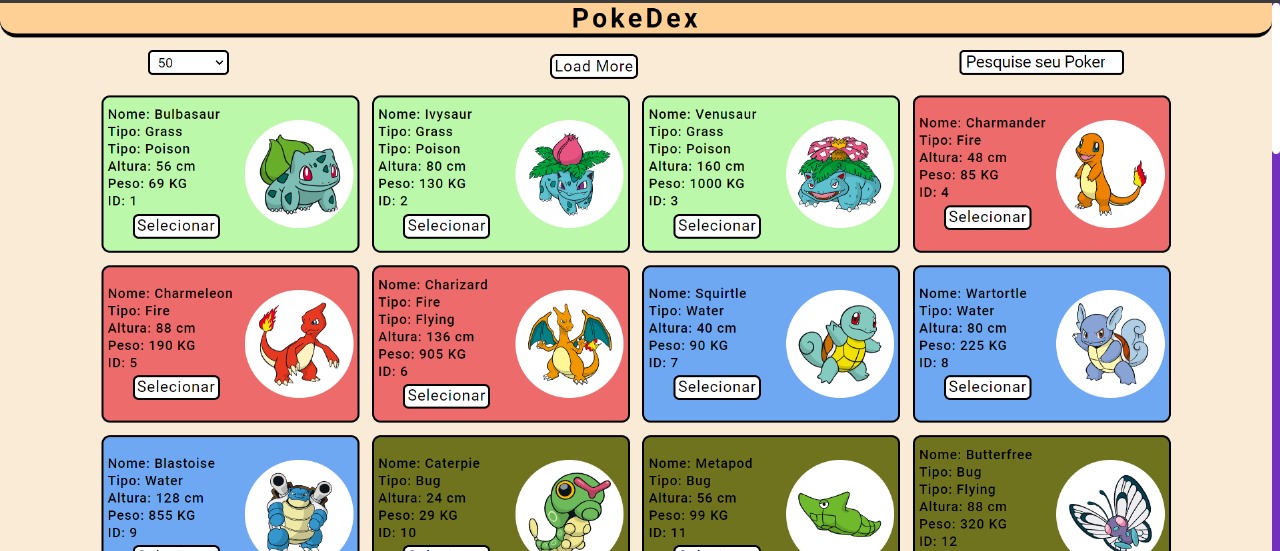 PokeDex
50
Load More
Pesquise seu Poker
Nome: Bulbasaur
Tipo: Grass
Tipo: Poison
Altura: 56 cm
Peso: 69 KG
ID: 1
Selecionar
Nome: Ivysaur
Tipo: Grass
Tipo: Poison
Altura: 80 cm
Peso: 130 KG
ID: 2
Selecionar
Nome: Venusaur
Tipo: Grass
Tipo: Poison
Altura: 160 cm
Peso: 1000 KG
ID: 3
Selecionar
Nome: Charmander
Tipo: Fire
Altura: 48 cm
Peso: 85 KG
ID: 4
Selecionar
Nome: Charmeleon
Tipo: Fire
Altura: 88 cm
Peso: 190 KG
ID: 5
Selecionar
Nome: Charizard
Tipo: Fire
Tipo: Flying
Altura: 136 cm
Peso: 905 KG
ID: 6
Selecionar
Nome: Squirtle
Tipo: Water
Altura: 40 cm
Peso: 90 KG
ID: 7
Selecionar
Nome: Wartortle
Tipo: Water
Altura: 80 cm
Peso: 225 KG
ID: 8
Selecionar
Nome: Blastoise
Tipo: Water
Altura: 128 cm
Peso: 855 KG
ID: 9
Nome: Caterpie
Tipo: Bug
Altura: 24 cm
Peso: 29 KG
ID: 10
Nome: Metapod
Tipo: Bug
Altura: 56 cm
Peso: 99 KG
ID: 11
Nome: Butterfree
Tipo: Bug
Tipo: Flying
Altura: 88 cm
Peso: 320 KG
ID: 12